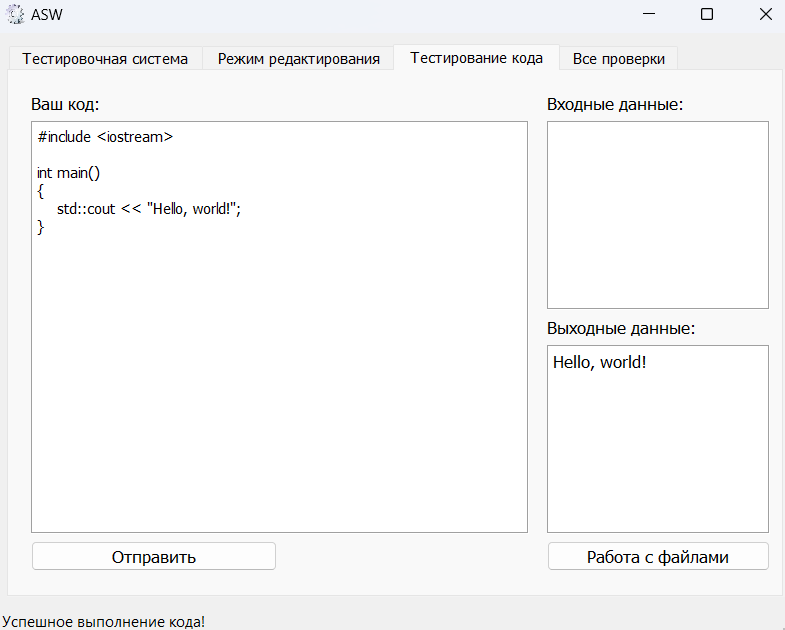 ASW
Тестировочная система
Режим редактирования
Тестирование кода
Все проверки
Ваш код:
#include <iostream>
int main()
{
std::cout << "Hello, world!";
}
Отправить
Входные данные:
Выходные данные:
Hello, world!
Работа с файлами
Успешное выполнение кода!